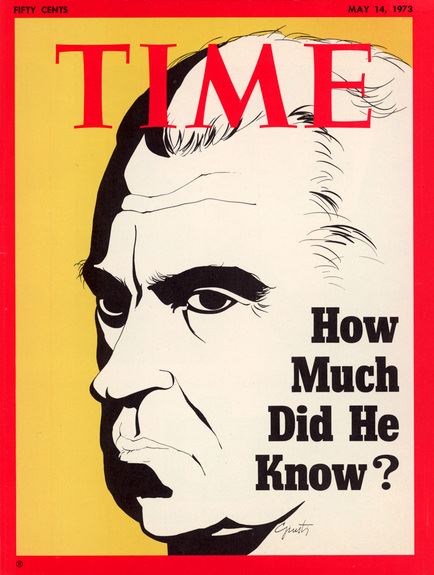 FIFTY CENTS
MAY 14, 1973
TIME
How
Much
Did He
Know?
®